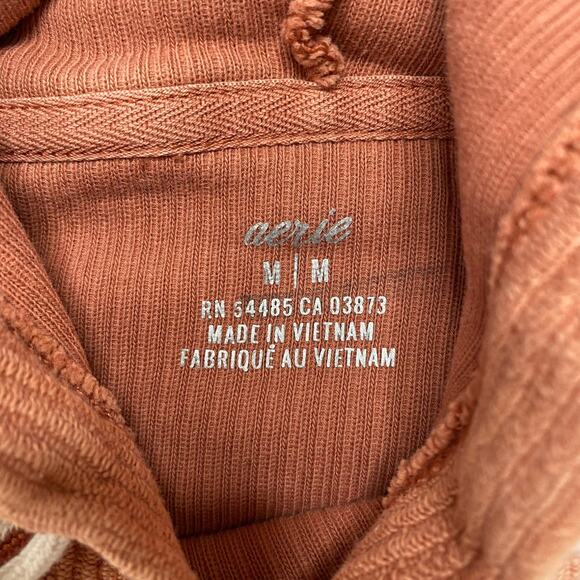 aerie
M | M
RN 54485 CA 03873
MADE IN VIETNAM
FABRIQUÉ AU VIETNAM